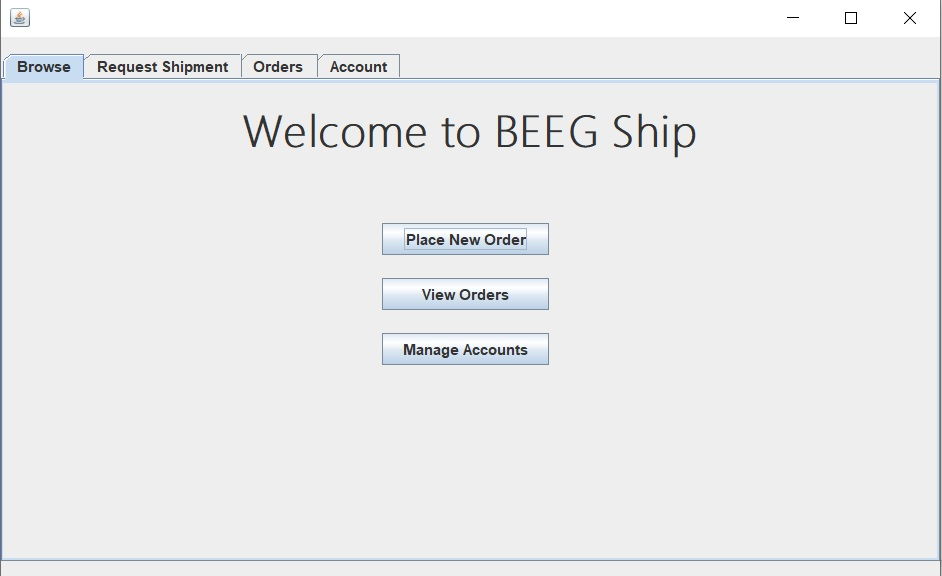 Browse Request Shipment Orders Account
Welcome to BEEG Ship
Place New Order
View Orders
Manage Accounts